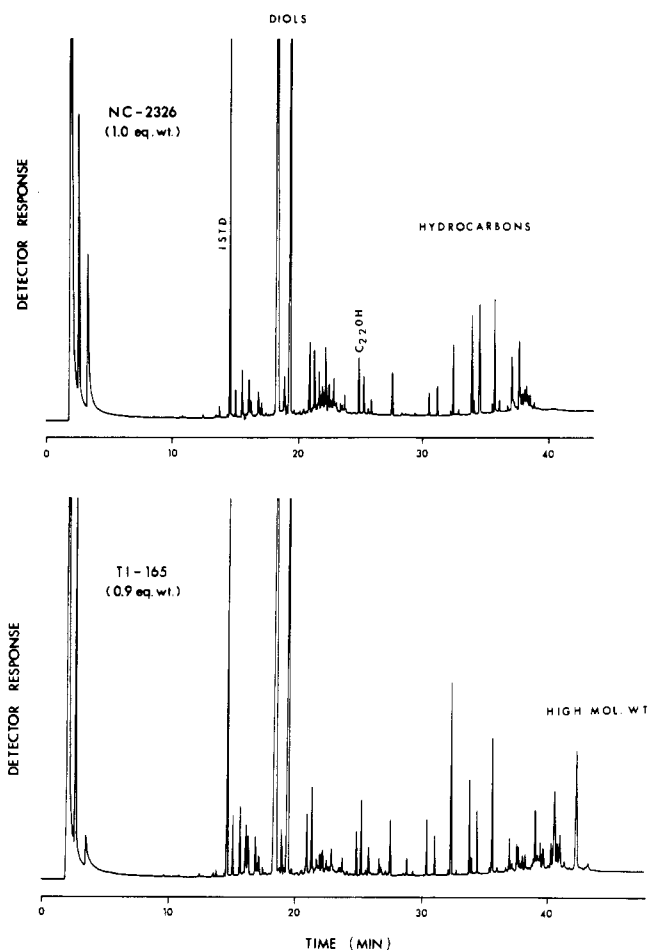 DIOLS
NC-2326
(1.0 eq. wt.)
DETECTOR RESPONSE
ISTD
HYDROCARBONS
C22OH
0 10 20 30 40
TI-165
(0.9 eq. wt.)
DETECTOR RESPONSE
HIGH MOL. WT
0 10 20 30 40
TIME (MIN)